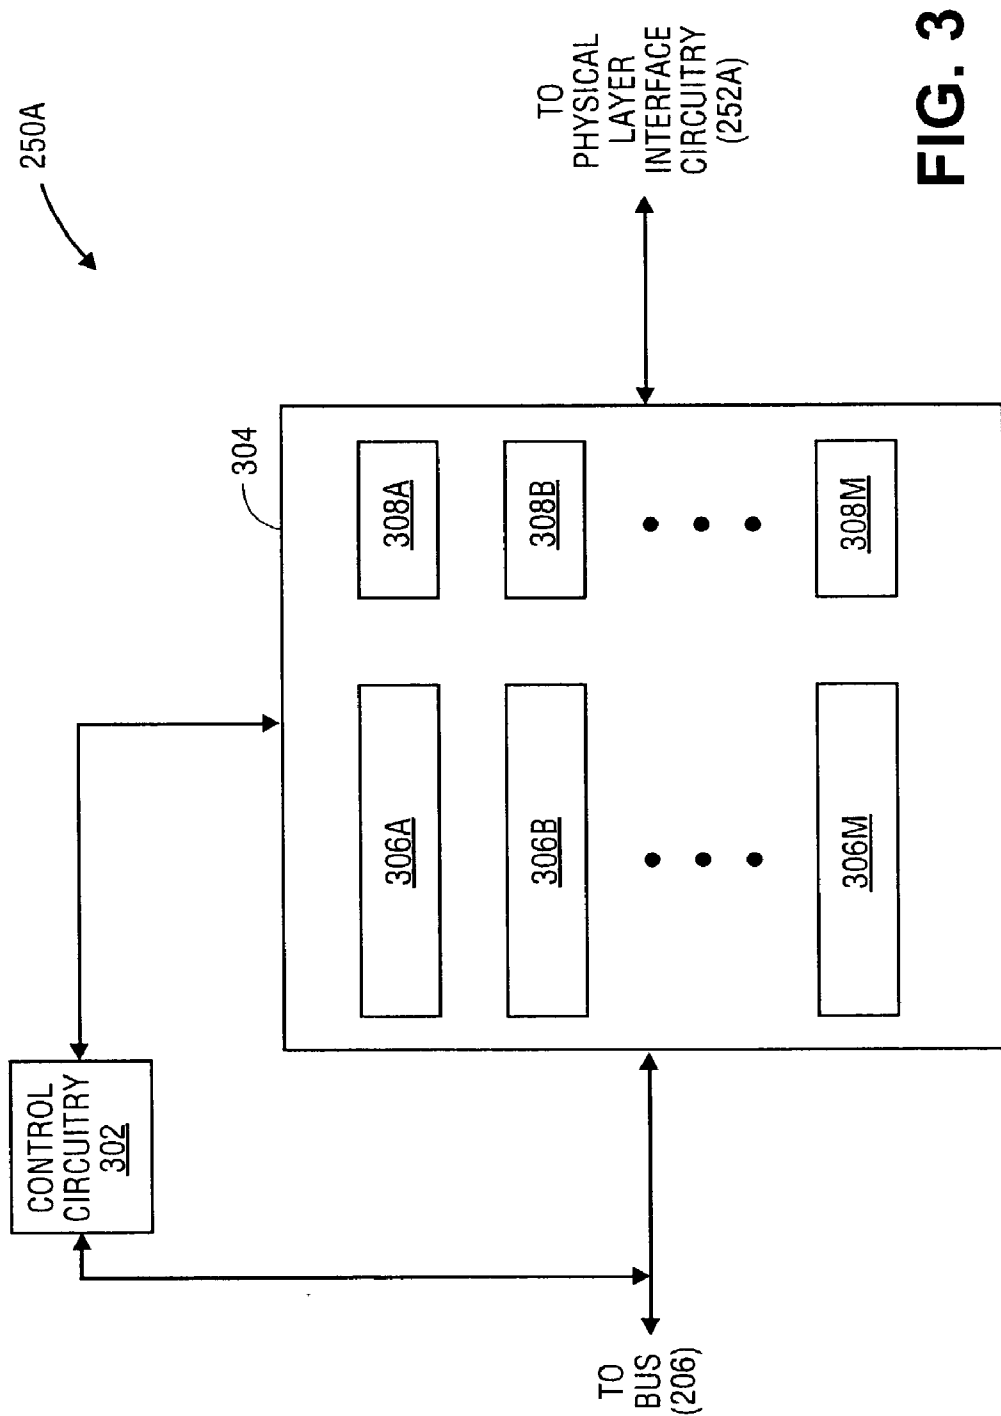 250A
CONTROL
CIRCUITRY
302
304
306A
308A
306B
308B
306M
308M
TO
BUS
(206)
TO
PHYSICAL
LAYER
INTERFACE
CIRCUITRY
(252A)
FIG. 3